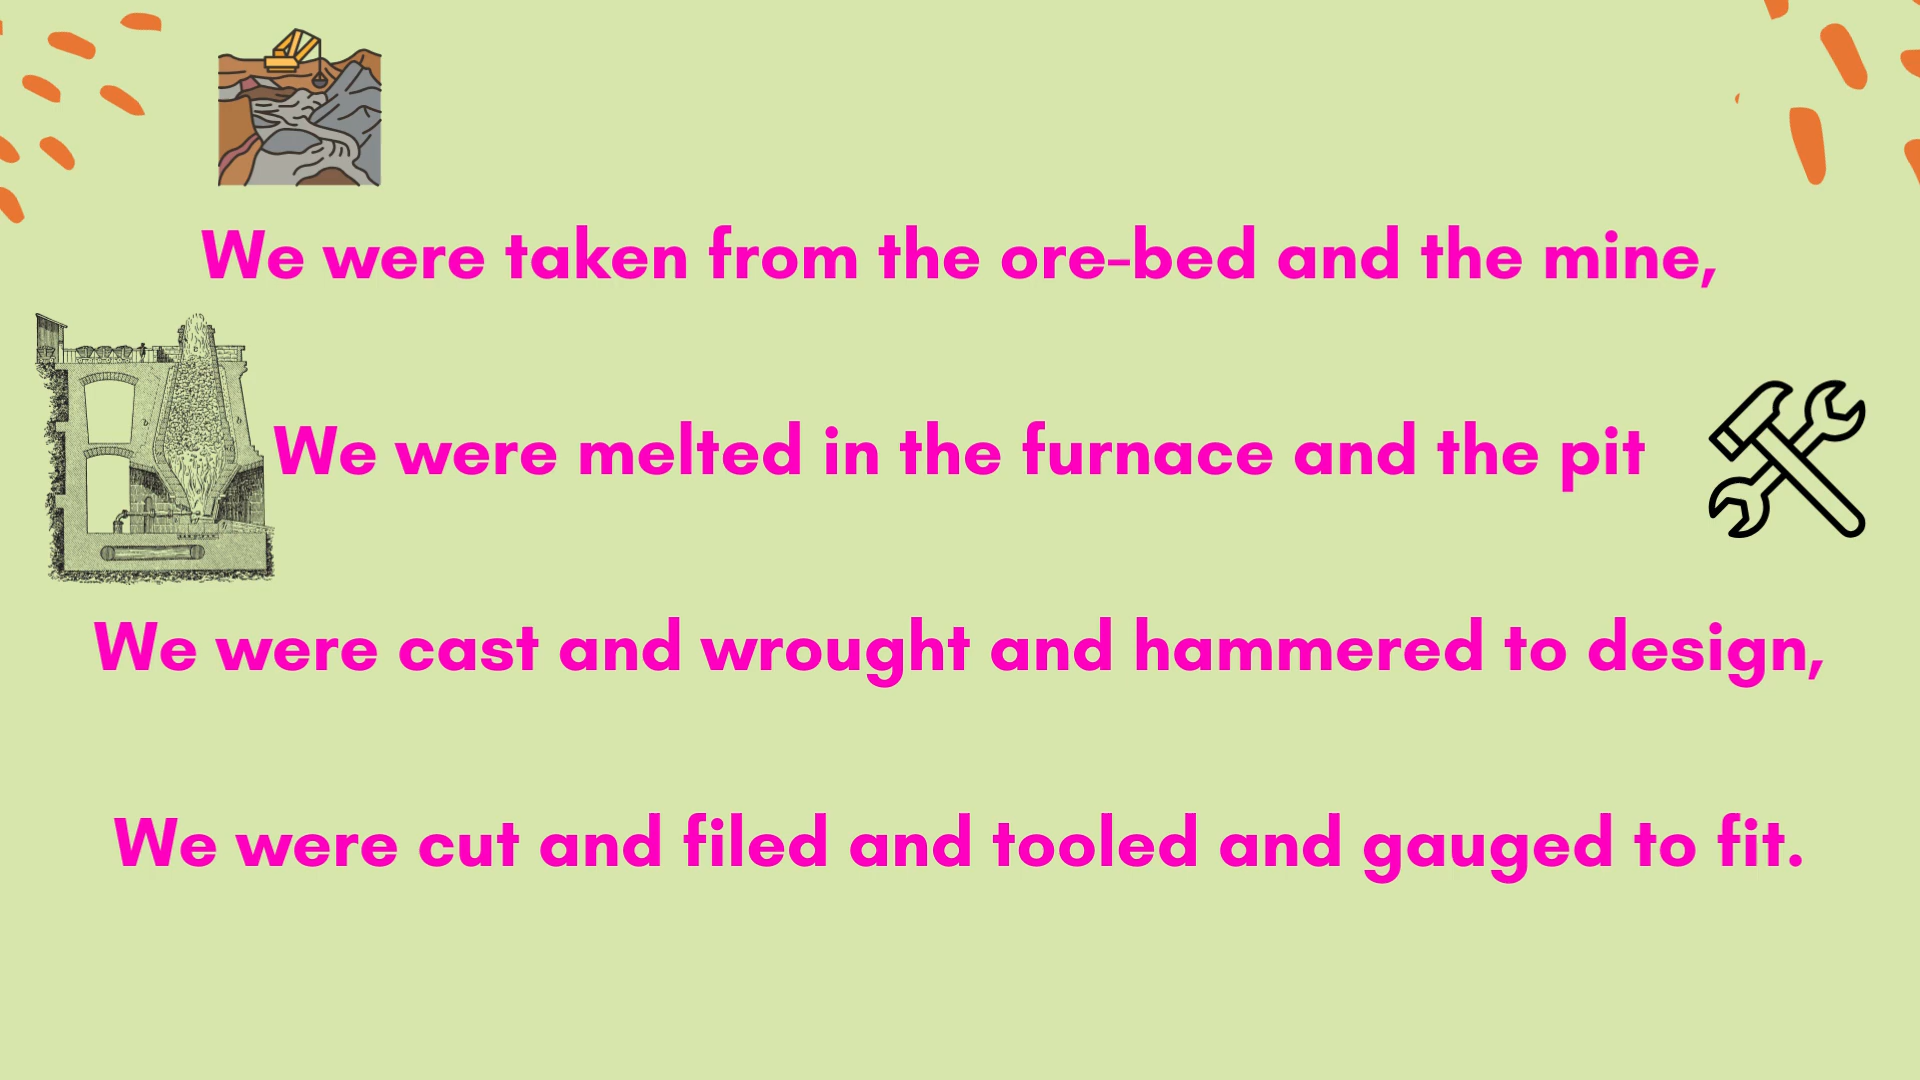 We were taken from the ore-bed and the mine,
We were melted in the furnace and the pit
We were cast and wrought and hammered to design,
We were cut and filed and tooled and gauged to fit.